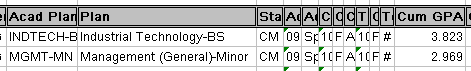 Acad Plan Plan Sta A A C O C T C Cum GPA
INDTECH-B Industrial Technology-BS CM 09 Sp 10 F A 10 F # 3.823
MGMT-MN Management (General)-Minor CM 09 Sp 10 F A 10 F # 2.969